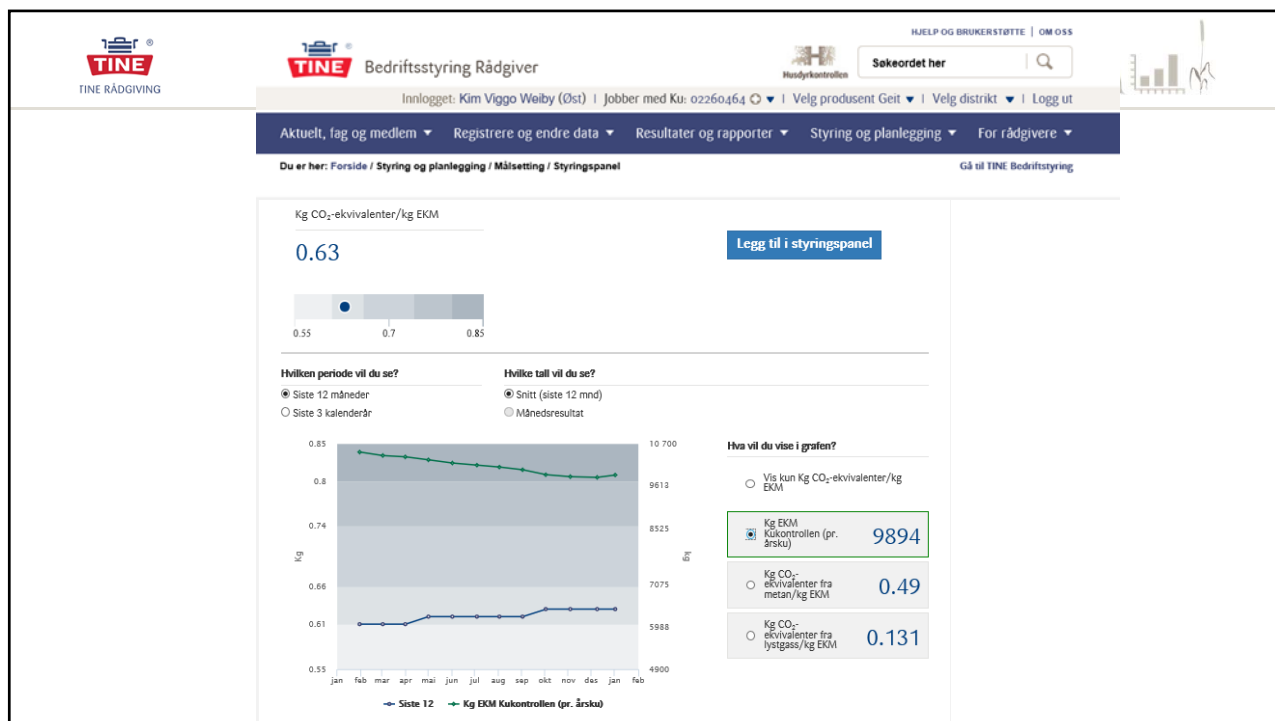 TINE ®
TINE RÅDGIVING
TINE ®
Bedriftsstyring Rådgiver
Husdyrkontrollen
HJELP OG BRUKERSTØTTE | OM OSS
Søkeordet her
Innlogget: Kim Viggo Weiby (Øst) | Jobber med Ku: 02260464 | Velg produsent Geit | Velg distrikt | Logg ut
Aktuelt, fag og medlem Registrere og endre data Resultater og rapporter Styring og planlegging For rådgivere
Du er her: Forside / Styring og planlegging / Målsetting / Styringspanel
Gå til TINE Bedriftstyring
Kg CO₂-ekvivalenter/kg EKM
0.63
Legg til i styringspanel
0.55 0.7 0.85
Hvilken periode vil du se?
Siste 12 måneder
Siste 3 kalenderår
Hvilke tall vil du se?
Snitt (siste 12 mnd)
Månedsresultat
0.85
0.8
0.74
0.66
0.61
0.55
Kg
10 700
9613
8525
7075
5988
4900
kg
jan feb mar apr mai jun jul aug sep okt nov des jan feb
Siste 12 Kg EKM Kukontrollen (pr. årsku)
Hva vil du vise i grafen?
Vis kun Kg CO₂-ekvivalenter/kg
EKM
Kg EKM
Kukontrollen (pr.
årsku)
9894
Kg CO₂-
ekvivalenter fra
metan/kg EKM
0.49
Kg CO₂-
ekvivalenter fra
lystgass/kg EKM
0.131